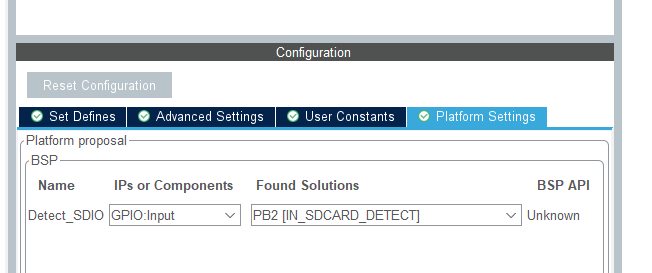 Configuration
Reset Configuration
Set Defines Advanced Settings User Constants Platform Settings
Platform proposal
BSP
Name IPs or Components Found Solutions BSP API
Detect_SDIO GPIO:Input PB2 [IN_SDCARD_DETECT] Unknown